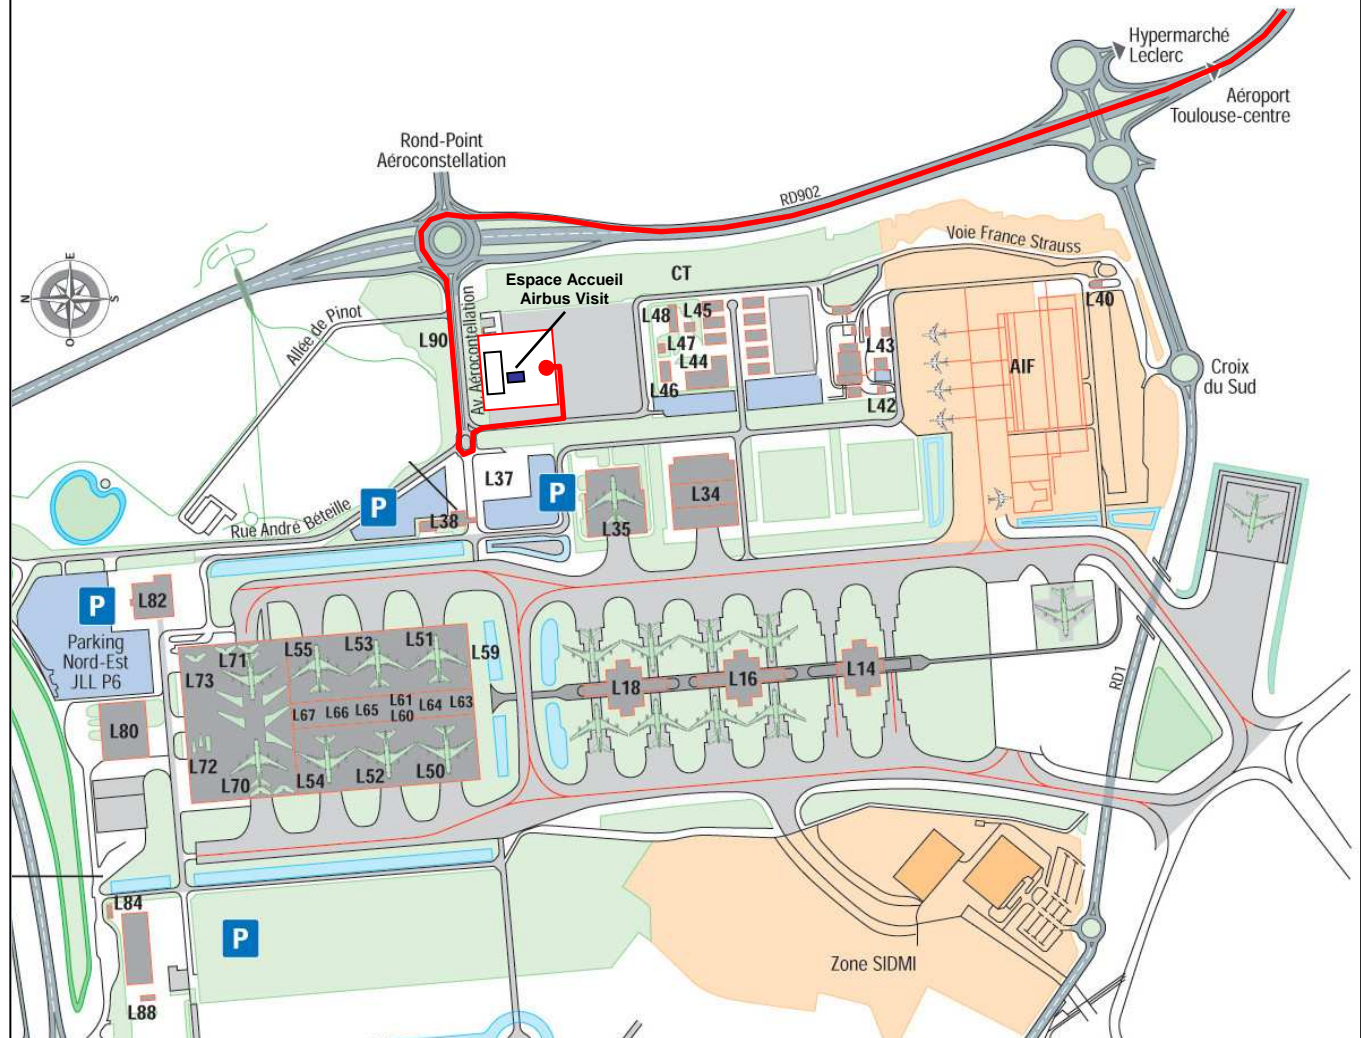 Hypermarché
Leclerc
Aéroport
Toulouse-centre
Rond-Point
Aéroconstellation
RD902
Voie France Strauss
E
N
S
O
CT
Espace Accueil
Airbus Visit
Allée de Pinot
L90
Av. Aéroconstellation
L48
L45
L47
L44
L46
L43
L42
L40
AIF
Croix
du Sud
L37
P
P
L38
L35
L34
Rue André Béteille
P
L82
Parking
Nord-Est
JLL P6
L71
L73
L55
L53
L51
L59
L67
L66
L65
L61
L60
L64
L63
L18
L16
L14
RD1
L80
L72
L70
L54
L52
L50
L84
P
L88
Zone SIDMI